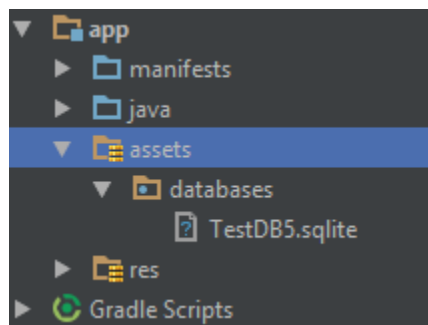 app
manifests
java
assets
databases
TestDB5.sqlite
res
Gradle Scripts